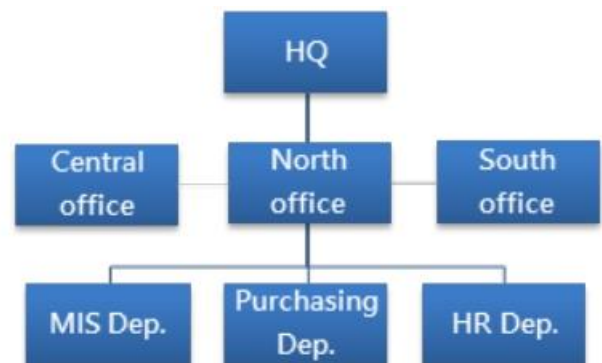 HQ
Central
office
North
office
South
office
MIS Dep.
Purchasing
Dep.
HR Dep.